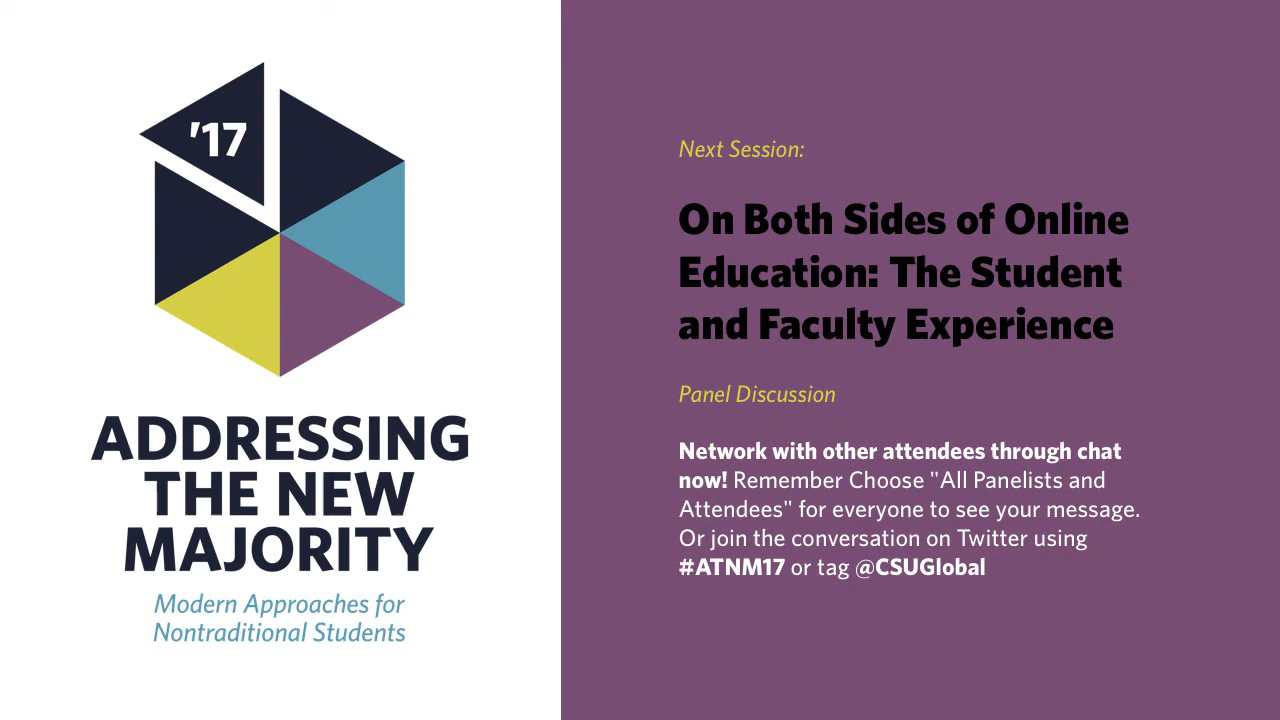 ’17
ADDRESSING
THE NEW
MAJORITY
Modern Approaches for
Nontraditional Students
Next Session:
On Both Sides of Online
Education: The Student
and Faculty Experience
Panel Discussion
Network with other attendees through chat
now! Remember Choose "All Panelists and
Attendees" for everyone to see your message.
Or join the conversation on Twitter using
#ATNM17 or tag @CSUGlobal